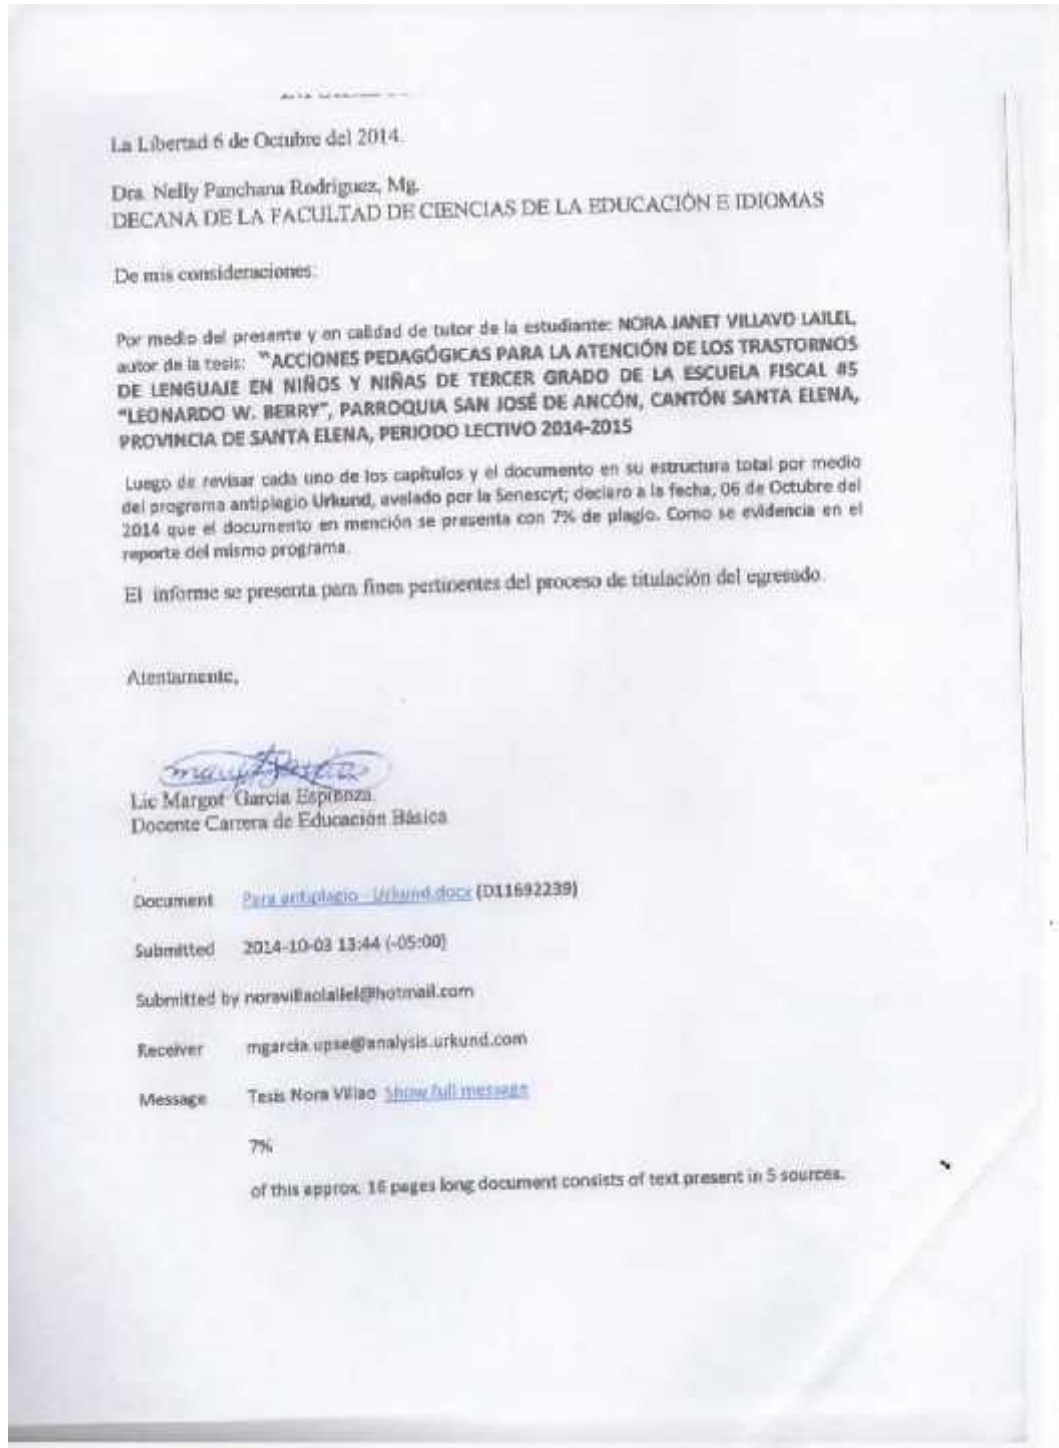 La Libertad 6 de Octubre del 2014.
Dra. Nelly Panchana Rodríguez, Mg.
DECANA DE LA FACULTAD DE CIENCIAS DE LA EDUCACIÓN E IDIOMAS
De mis consideraciones:
Por medio del presente y en calidad de tutor de la estudiante: NORA JANET VILLAVO LAILEL,
autor de la tesis: "ACCIONES PEDAGÓGICAS PARA LA ATENCIÓN DE LOS TRASTORNOS
DE LENGUAJE EN NIÑOS Y NIÑAS DE TERCER GRADO DE LA ESCUELA FISCAL #5
"LEONARDO W. BERRY", PARROQUIA SAN JOSÉ DE ANCÓN, CANTÓN SANTA ELENA,
PROVINCIA DE SANTA ELENA, PERIODO LECTIVO 2014-2015
Luego de revisar cada uno de los capítulos y el documento en su estructura total por medio
del programa antiplagio Urkund, avalado por la Senescyt; declaro a la fecha, 06 de Octubre del
2014 que el documento en mención se presenta con 7% de plagio. Como se evidencia en el
reporte del mismo programa.
El informe se presenta para fines pertinentes del proceso de titulación del egresado.
Atentamente,
Lic Margot García Espinoza.
Docente Carrera de Educación Básica
Document Para antiplagio - Urkund.docx (D11692239)
Submitted 2014-10-03 13:44 (-05:00)
Submitted by noravillaolailel@hotmail.com
Receiver mgarcia.upse@analysis.urkund.com
Message Tesis Nora Villao Show full message
7%
of this approx. 16 pages long document consists of text present in 5 sources.